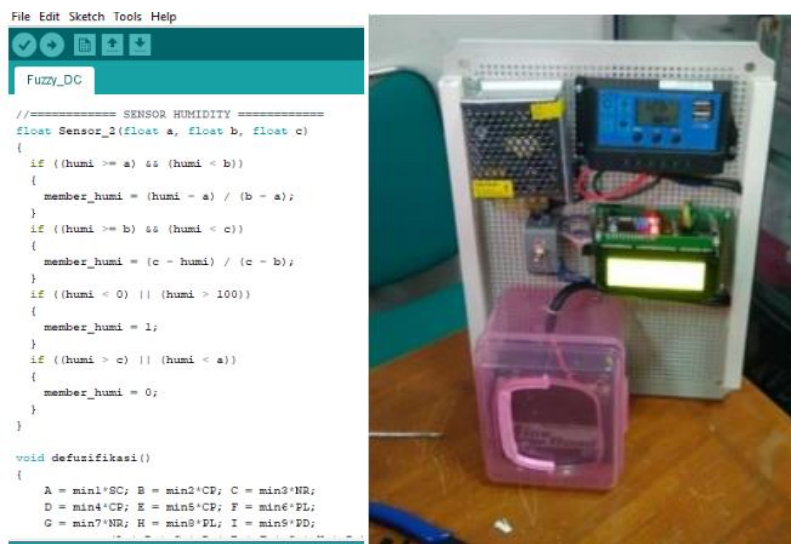 File Edit Sketch Tools Help
Fuzzy_DC
//============ SENSOR HUMIDITY ============
float Sensor_2(float a, float b, float c)
{
if ((humi >= a) && (humi < b))
{
member_humi = (humi - a) / (b - a);
}
if ((humi >= b) && (humi < c))
{
member_humi = (c - humi) / (c - b);
}
if ((humi < 0) || (humi > 100))
{
member_humi = 1;
}
if ((humi > c) || (humi < a))
{
member_humi = 0;
}
}
void defuzifikasi()
{
A = min1*SC; B = min2*CP; C = min3*NR;
D = min4*CP; E = min5*CP; F = min6*PL;
G = min7*NR; H = min8*PL; I = min9*PD;